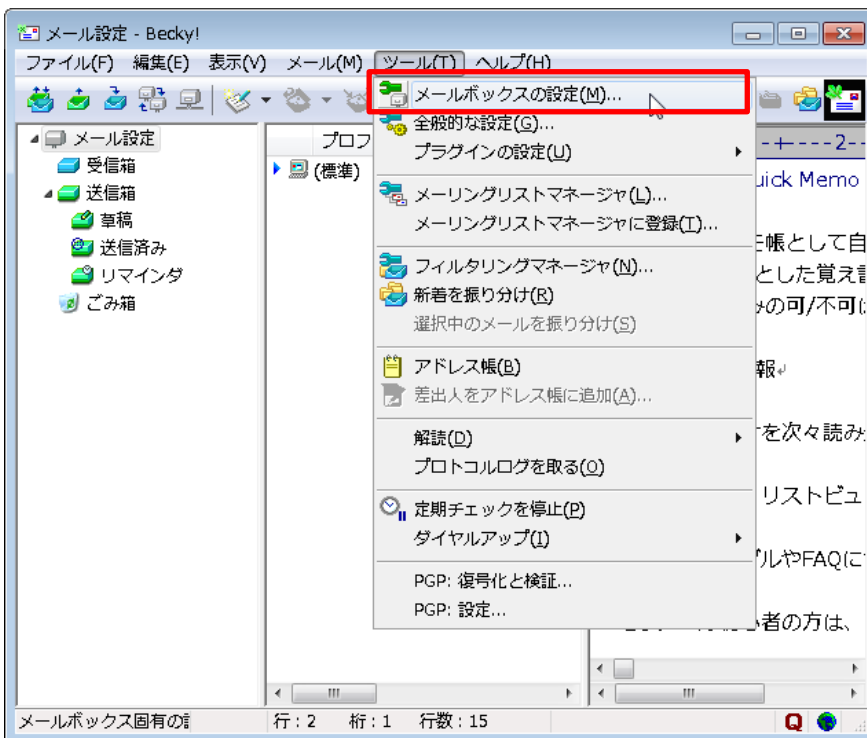 メール設定 - Becky!
ファイル(F) 編集(E) 表示(V) メール(M) ツール(T) ヘルプ(H)
メール設定
受信箱
送信箱
草稿
送信済み
リマインダ
ごみ箱
プロフ
(標準)
メールボックスの設定(M)...
全般的な設定(G)...
プラグインの設定(U)
メーリングリストマネージャ(L)...
メーリングリストマネージャに登録(T)...
フィルタリングマネージャ(N)...
新着を振り分け(R)
選択中のメールを振り分け(S)
アドレス帳(B)
差出人をアドレス帳に追加(A)...
解読(D)
プロトコルログを取る(O)
定期チェックを停止(P)
ダイヤルアップ(I)
PGP: 復号化と検証...
PGP: 設定...
-+----2--
uick Memo
帳として自
とした覚え
の可/不可
報↵
を次々読み
リストビュ
ルやFAQに
者の方は、
メールボックス固有の
行 : 2 桁 : 1 行数 : 15
Q